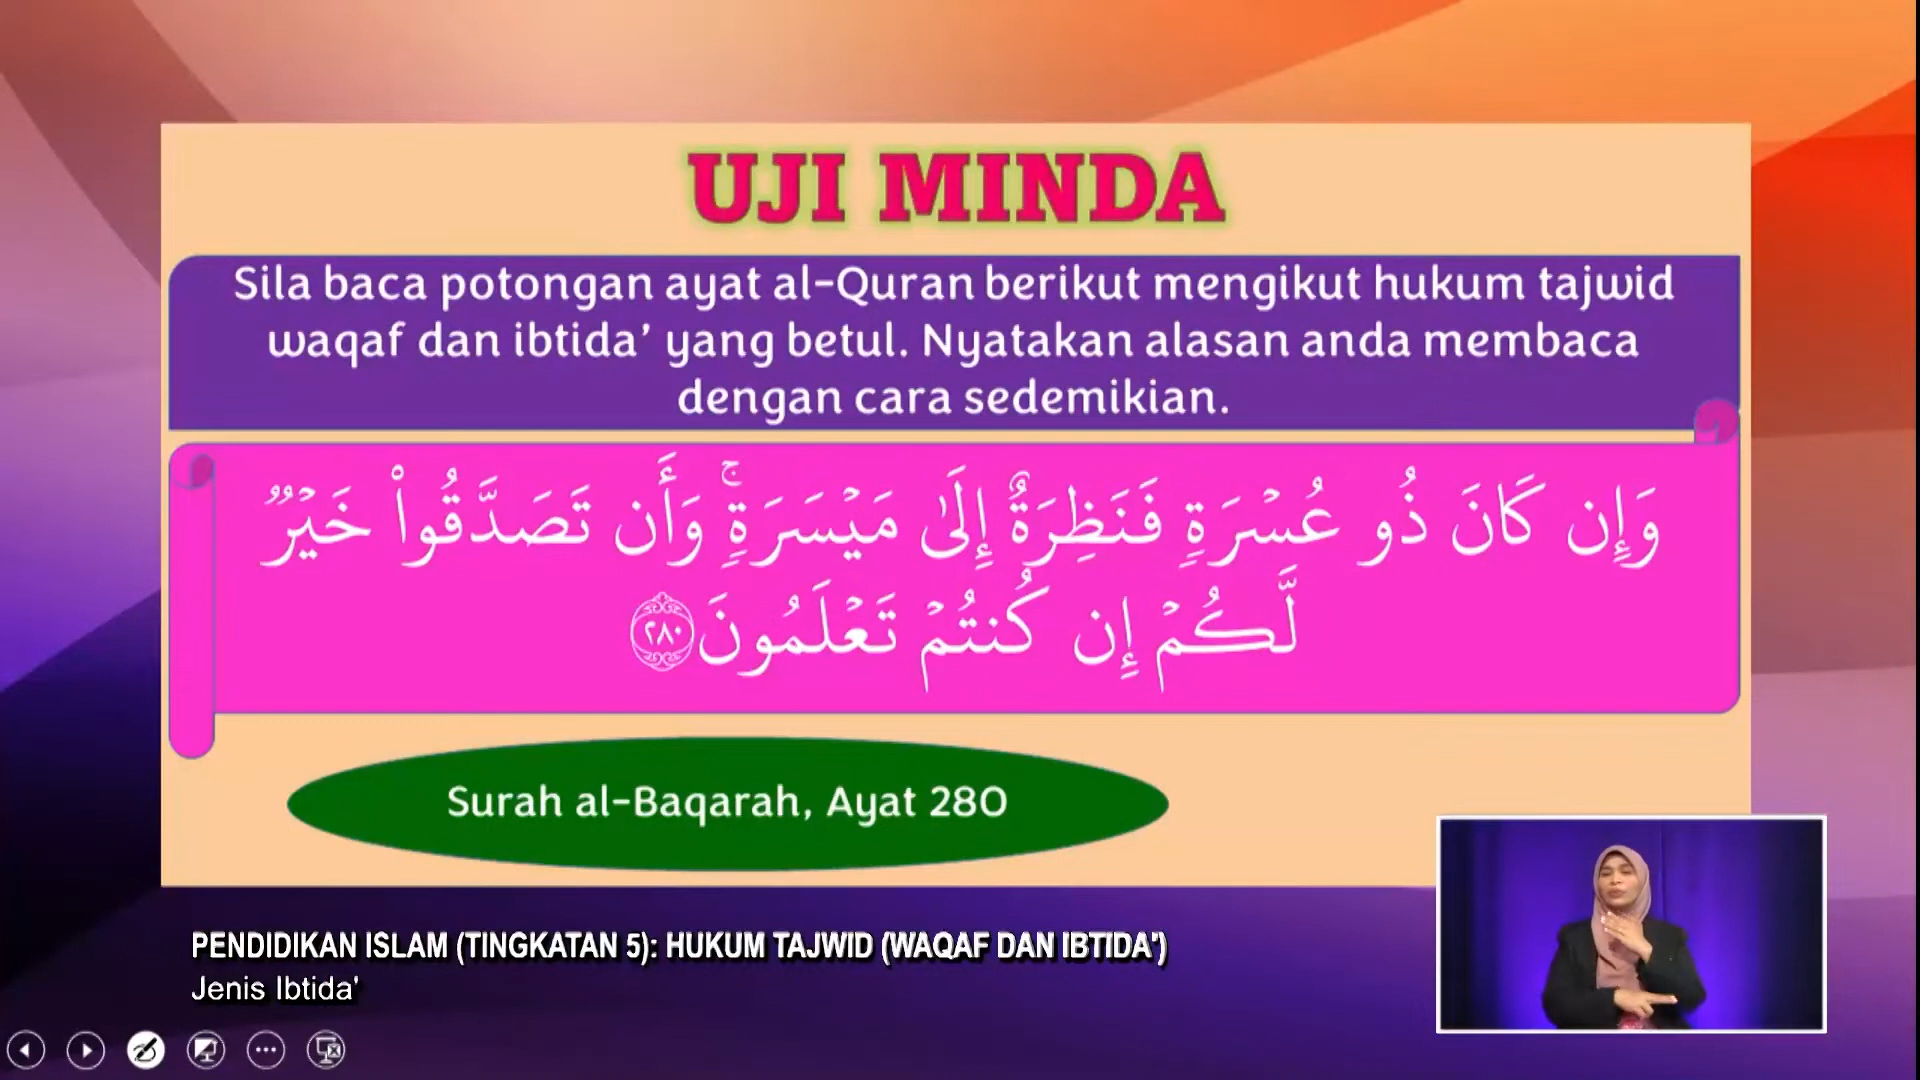 UJI MINDA
Sila baca potongan ayat al-Quran berikut mengikut hukum tajwid
waqaf dan ibtida’ yang betul. Nyatakan alasan anda membaca
dengan cara sedemikian.
وَإِن كَانَ ذُو عُسۡرَةٖ فَنَظِرَةٌ إِلَىٰ مَيۡسَرَةٖۚ وَأَن تَصَدَّقُواْ خَيۡرٞ
لَّكُمۡ إِن كُنتُمۡ تَعۡلَمُونَ ٢٨٠
Surah al-Baqarah, Ayat 280
PENDIDIKAN ISLAM (TINGKATAN 5): HUKUM TAJWID (WAQAF DAN IBTIDA')
Jenis Ibtida'